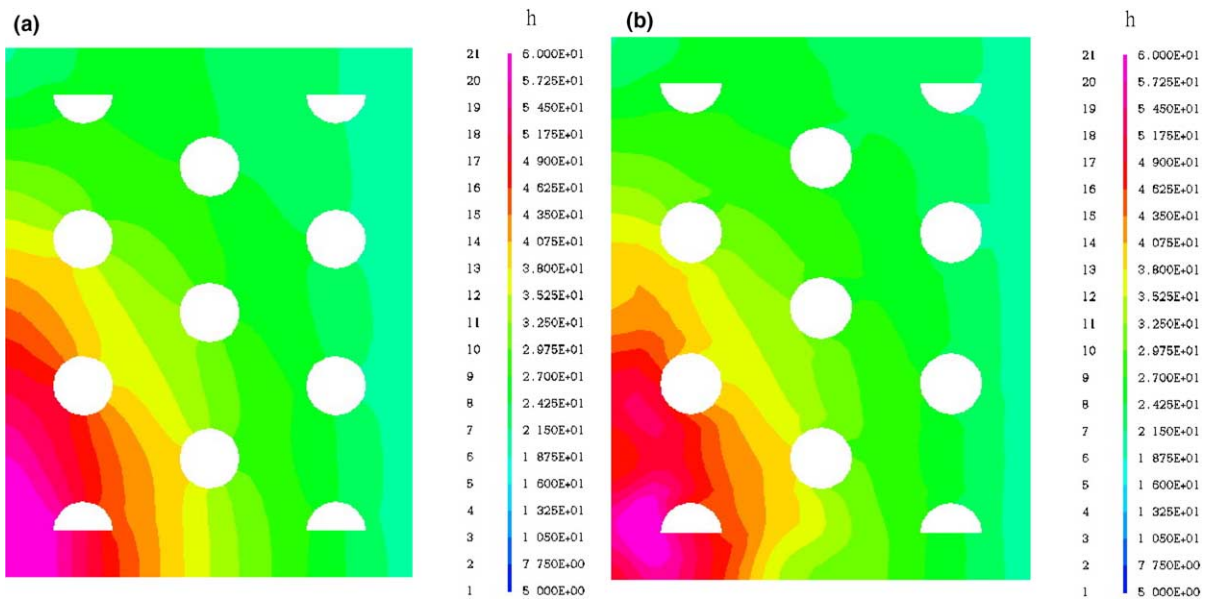 (a)
h
21 6.000E+01
20 5.725E+01
19 5 450E+01
18 5 175E+01
17 4 900E+01
16 4 625E+01
15 4 350E+01
14 4 075E+01
13 3.800E+01
12 3.525E+01
11 3.250E+01
10 2.975E+01
9 2.700E+01
8 2.425E+01
7 2 150E+01
6 1 875E+01
5 1 600E+01
4 1 325E+01
3 1 050E+01
2 7 750E+00
1 5 000E+00
(b)
h
21 6.000E+01
20 5.725E+01
19 5 450E+01
18 5 175E+01
17 4 900E+01
16 4 625E+01
15 4 350E+01
14 4 075E+01
13 3.800E+01
12 3.525E+01
11 3.250E+01
10 2.975E+01
9 2.700E+01
8 2.425E+01
7 2 150E+01
6 1 875E+01
5 1 600E+01
4 1 325E+01
3 1 050E+01
2 7 750E+00
1 5 000E+00